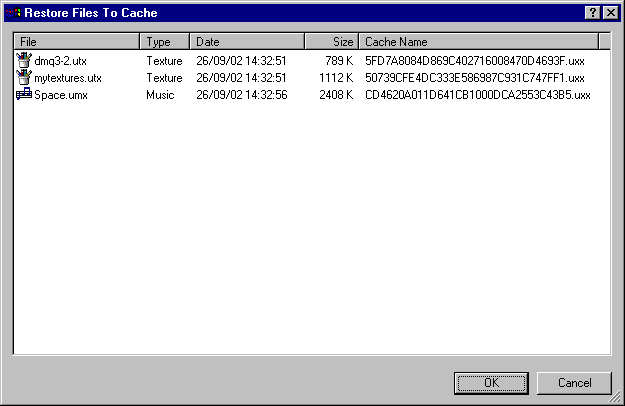 Restore Files To Cache
File Type Date Size Cache Name
dmq3-2.utx Texture 26/09/02 14:32:51 789 K 5FD7A8084D869C402716008470D4693F.uxx
mytextures.utx Texture 26/09/02 14:32:51 1112 K 50739CFE4DC333E586987C931C747FF1.uxx
Space.umx Music 26/09/02 14:32:56 2408 K CD4620A011D641CB1000DCA2553C43B5.uxx
OK Cancel